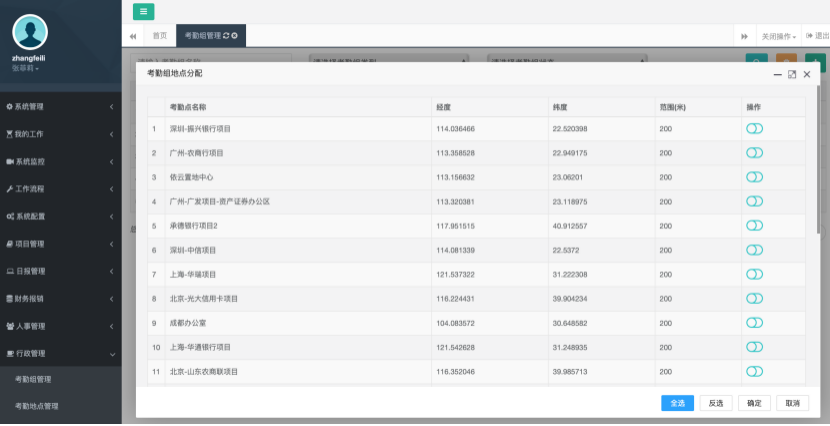 首页
考勤组管理
关闭操作
退出
zhangfeili
张菲莉
系统管理
我的工作
系统监控
工作流程
系统配置
项目管理
日报管理
财务报销
人事管理
行政管理
考勤组管理
考勤地点管理
考勤组地点分配
考勤点名称 经度 纬度 范围(米) 操作
1 深圳-振兴银行项目 114.036466 22.520398 200
2 广州-农商行项目 113.358528 22.949175 200
3 依云置地中心 113.156632 23.06201 200
4 广州-广发项目-资产证券办公区 113.320381 23.118975 200
5 承德银行项目2 117.951515 40.912557 200
6 深圳-中信项目 114.081339 22.5372 200
7 上海-华瑞项目 121.537322 31.222308 200
8 北京-光大信用卡项目 116.224431 39.904234 200
9 成都办公室 104.083572 30.648582 200
10 上海-华通银行项目 121.542628 31.248935 200
11 北京-山东农商联项目 116.352046 39.985713 200
全选 反选 确定 取消